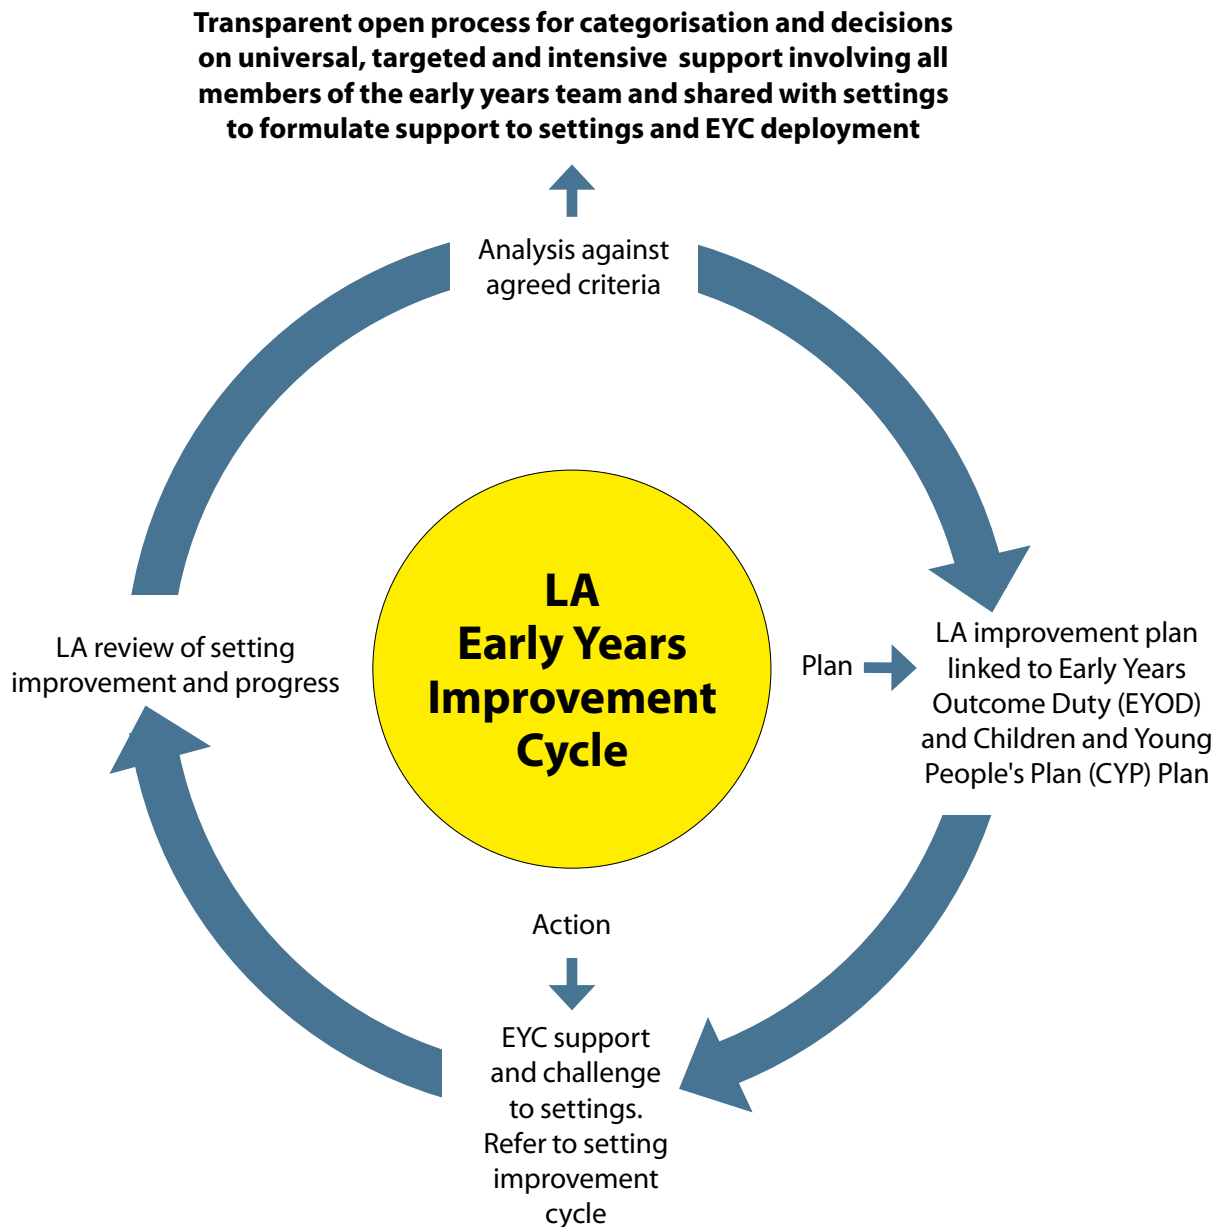 Transparent open process for categorisation and decisions
on universal, targeted and intensive support involving all
members of the early years team and shared with settings
to formulate support to settings and EYC deployment
Analysis against
agreed criteria
LA
Early Years
Improvement
Cycle
Plan
LA improvement plan
linked to Early Years
Outcome Duty (EYOD)
and Children and Young
People's Plan (CYP) Plan
Action
EYC support
and challenge
to settings.
Refer to setting
improvement
cycle
LA review of setting
improvement and progress